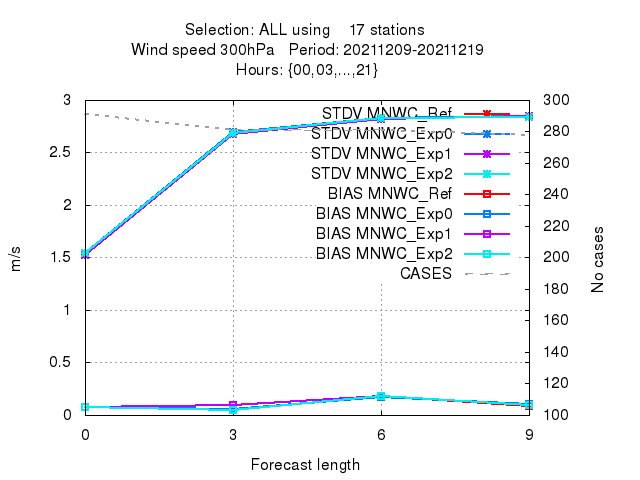 Selection: ALL using    17 stations
Wind speed 300hPa   Period: 20211209-20211219
Hours: {00,03,...,21}
3
2.5
2
1.5
1
0.5
0
300
280
260
240
220
200
180
160
140
120
100
STDV MNWC_Ref
STDV MNWC_Exp0
STDV MNWC_Exp1
STDV MNWC_Exp2
BIAS MNWC_Ref
BIAS MNWC_Exp0
BIAS MNWC_Exp1
BIAS MNWC_Exp2
CASES
m/s
No cases
0 3 6 9
Forecast length